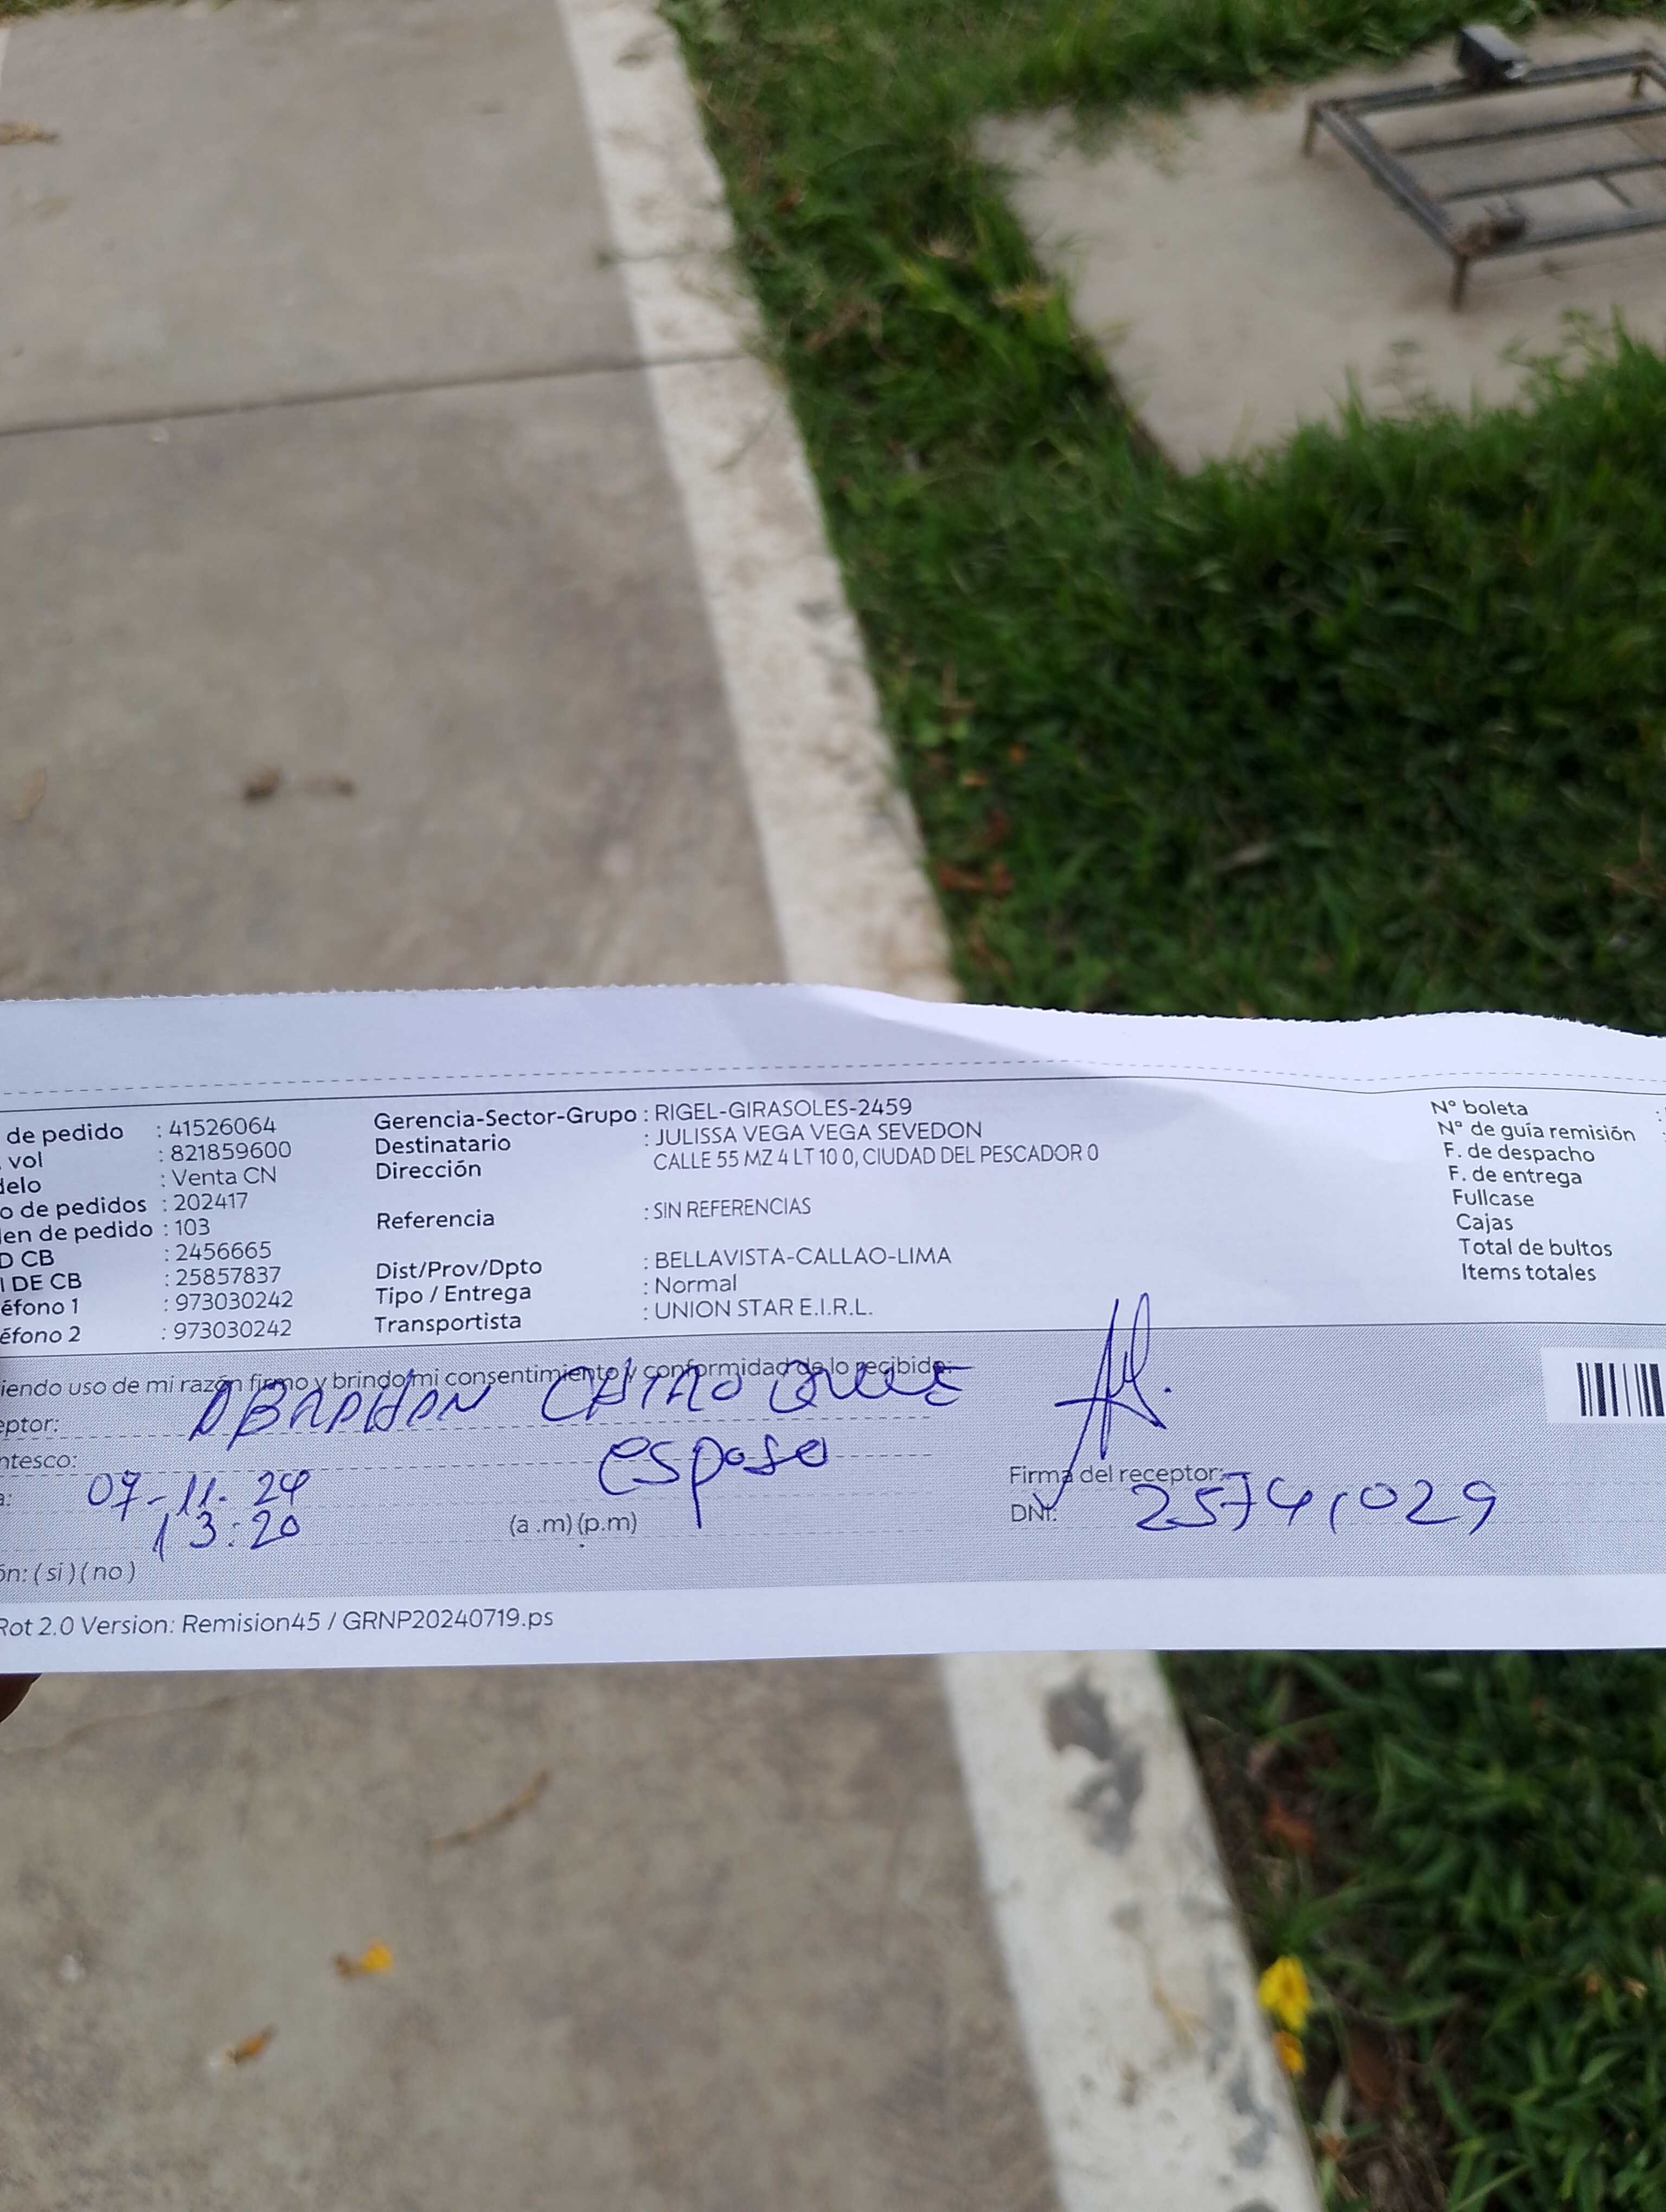 de pedido : 41526064
vol : 821859600
delo : Venta CN
o de pedidos : 202417
en de pedido : 103
D CB : 2456665
I DE CB : 25857837
éfono 1 : 973030242
éfono 2 : 973030242
Gerencia-Sector-Grupo : RIGEL-GIRASOLES-2459
Destinatario : JULISSA VEGA VEGA SEVEDON
Dirección CALLE 55 MZ 4 LT 10 0, CIUDAD DEL PESCADOR 0
Referencia : SIN REFERENCIAS
Dist/Prov/Dpto : BELLAVISTA-CALLAO-LIMA
Tipo / Entrega : Normal
Transportista : UNION STAR E.I.R.L.
N° boleta :
N° de guía remisión :
F. de despacho
F. de entrega
Fullcase
Cajas
Total de bultos
Items totales
iendo uso de mi razón firmo y brindo mi consentimiento y conformidad de lo recibido
eptor: ABRAHAN CHIROQUE
ntesco: esposo
a: 07-11-24
13:20 (a .m) (p.m)
Firma del receptor:
DNI: 25741029
ón: ( si ) ( no )
Rot 2.0 Version: Remision45 / GRNP20240719.ps